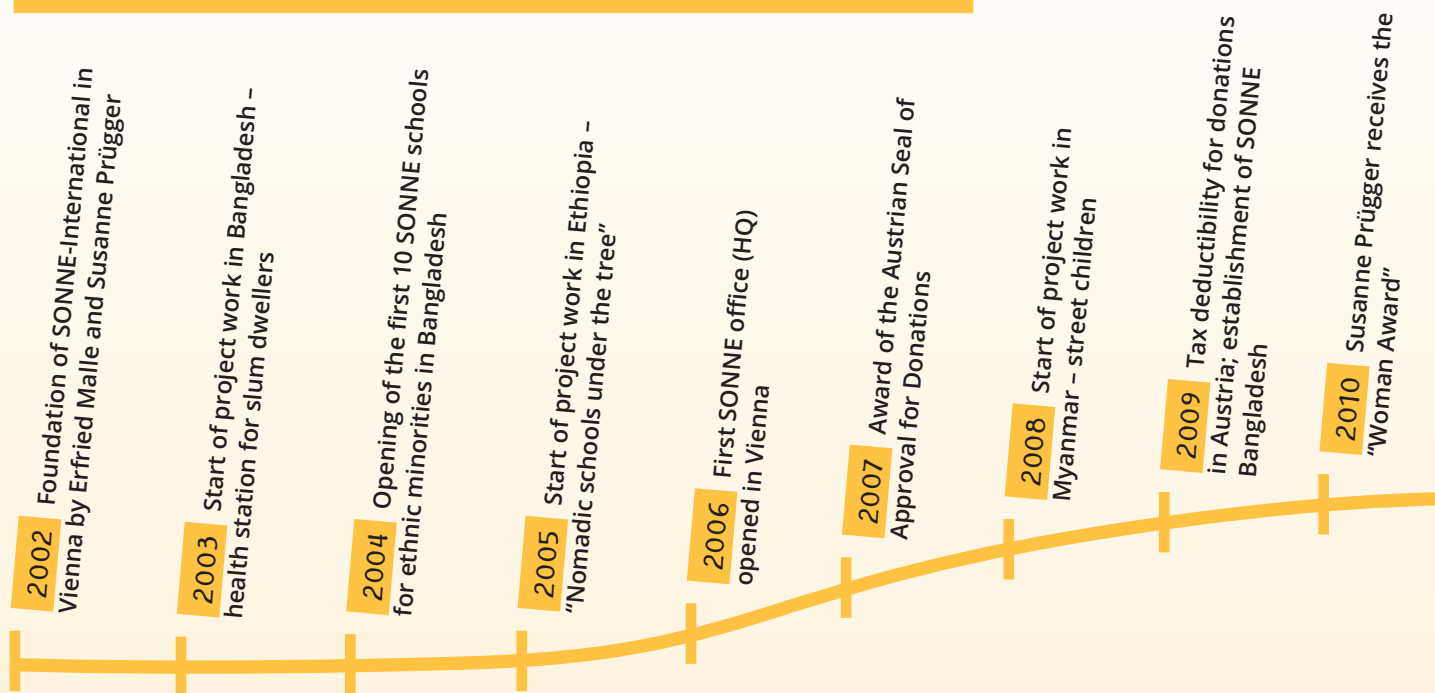 2002 Foundation of SONNE-International in
Vienna by Erfried Malle and Susanne Prügger
2003 Start of project work in Bangladesh –
health station for slum dwellers
2004 Opening of the first 10 SONNE schools
for ethnic minorities in Bangladesh
2005 Start of project work in Ethiopia –
“Nomadic schools under the tree”
2006 First SONNE office (HQ)
opened in Vienna
2007 Award of the Austrian Seal of
Approval for Donations
2008 Start of project work in
Myanmar – street children
2009 Tax deductibility for donations
in Austria; establishment of SONNE
Bangladesh
2010 Susanne Prügger receives the
“Woman Award”